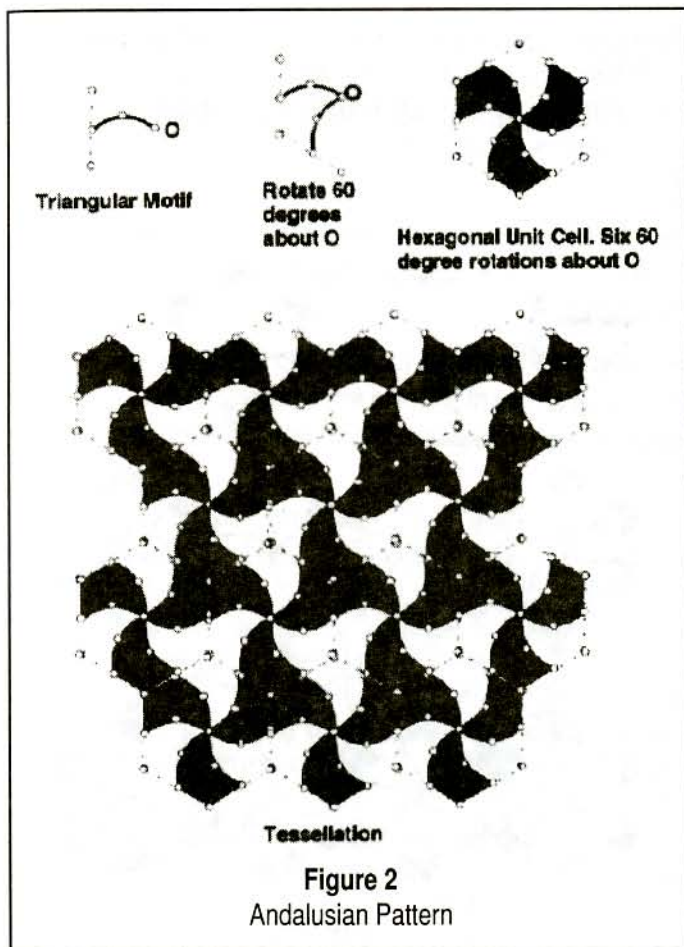 O
Triangular Motif
O
Rotate 60
degrees
about O
Hexagonal Unit Cell. Six 60
degree rotations about O
Tessellation
Figure 2
Andalusian Pattern